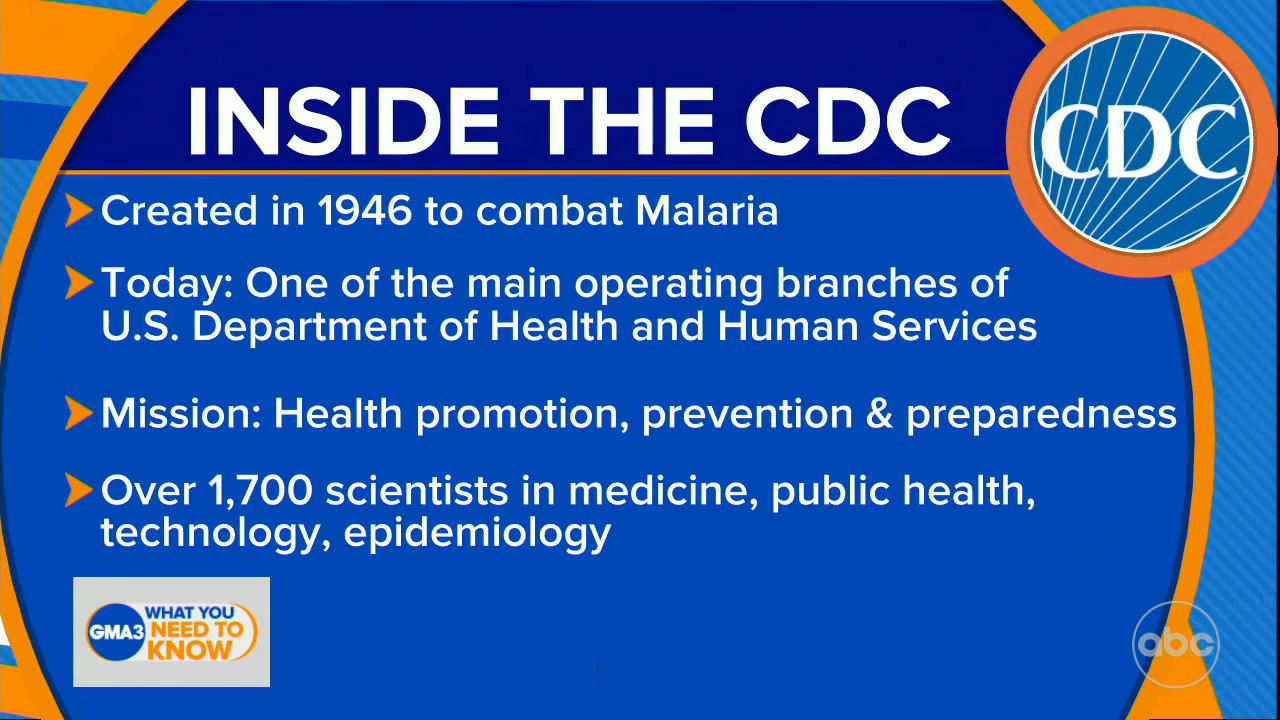 INSIDE THE CDC
CDC
Created in 1946 to combat Malaria
Today: One of the main operating branches of
U.S. Department of Health and Human Services
Mission: Health promotion, prevention & preparedness
Over 1,700 scientists in medicine, public health,
technology, epidemiology
GMA3
WHAT YOU
NEED TO
KNOW
abc